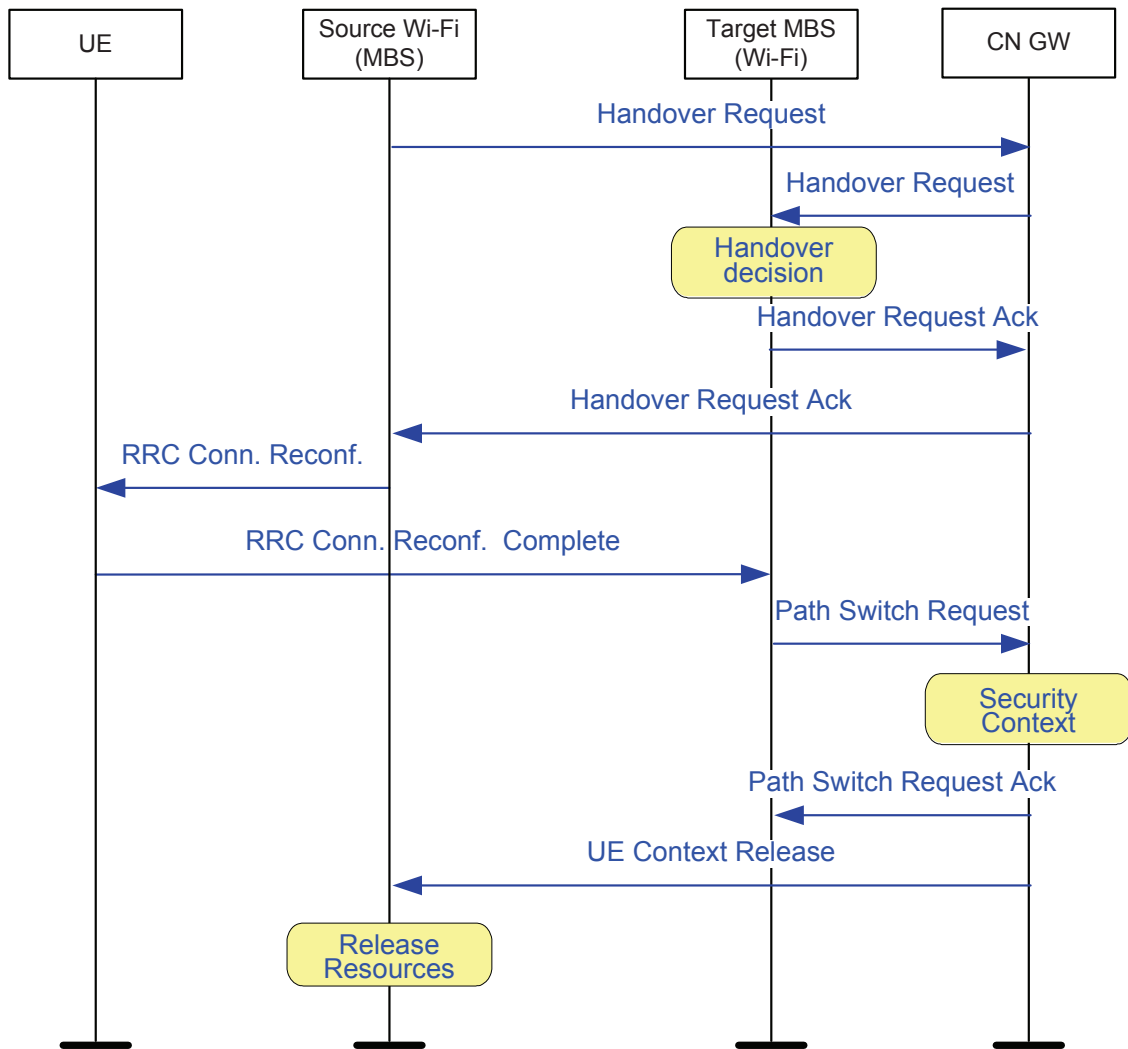 UE
Source Wi-Fi
(MBS)
Target MBS
(Wi-Fi)
CN GW
Handover Request
Handover Request
Handover
decision
Handover Request Ack
Handover Request Ack
RRC Conn. Reconf.
RRC Conn. Reconf. Complete
Path Switch Request
Security
Context
Path Switch Request Ack
UE Context Release
Release
Resources